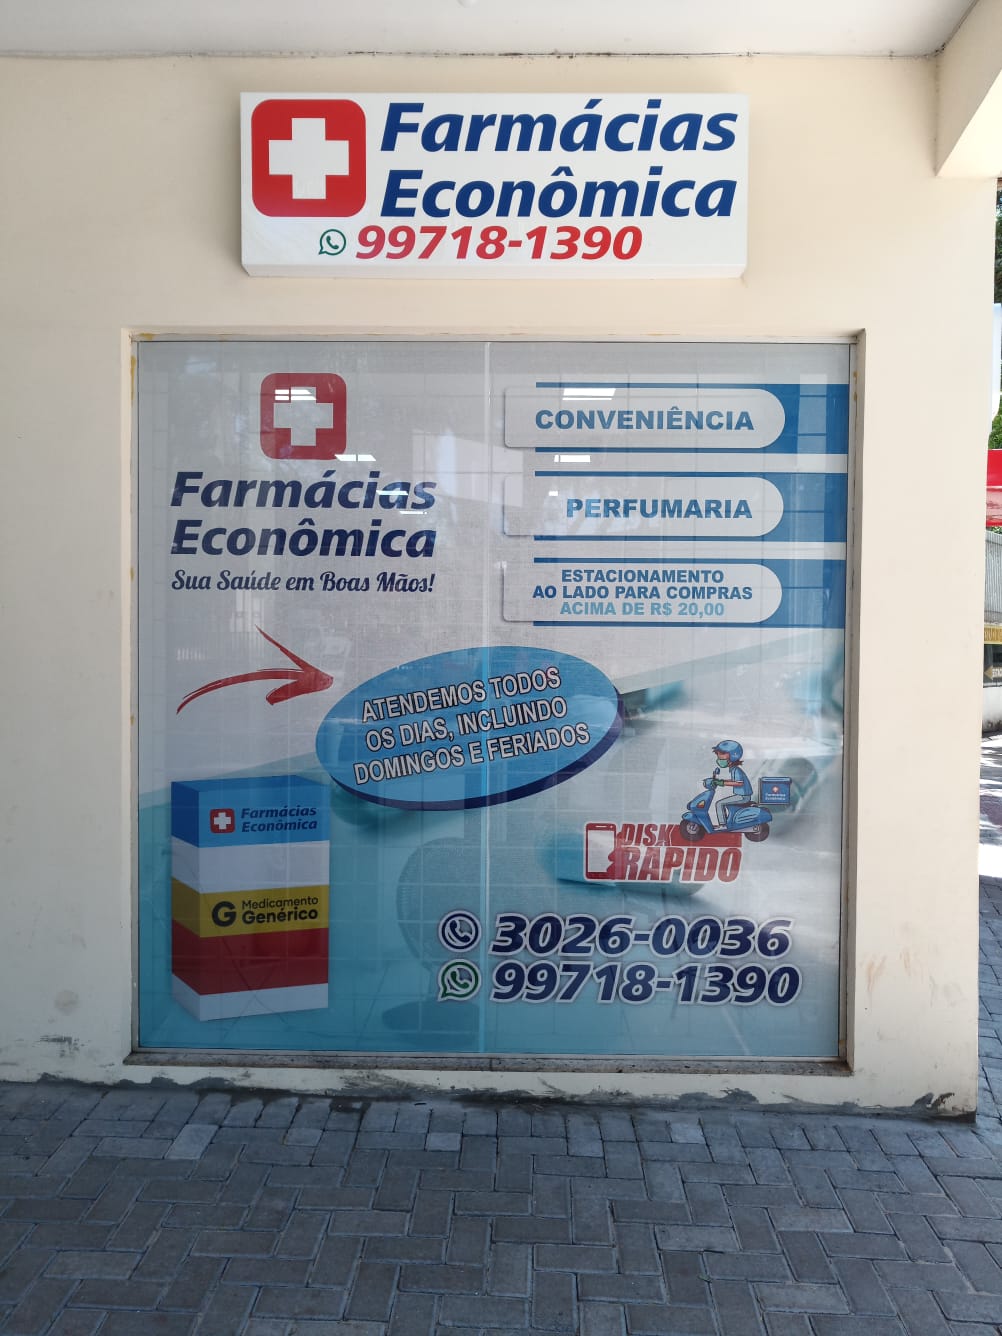 Farmácias
Econômica
99718-1390
Farmácias
Econômica
Sua Saúde em Boas Mãos!
CONVENIÊNCIA
PERFUMARIA
ESTACIONAMENTO
AO LADO PARA COMPRAS
ACIMA DE R$ 20,00
ATENDEMOS TODOS
OS DIAS, INCLUINDO
DOMINGOS E FERIADOS
Farmácias
Econômica
G Medicamento
Genérico
Farmácias
Econômica
DISK
RÁPIDO
3026-0036
99718-1390